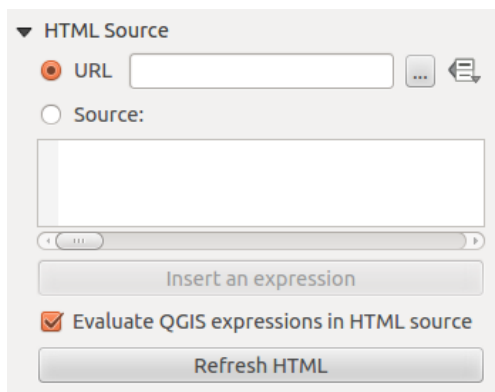 HTML Source
URL ...
Source:
Insert an expression
Evaluate QGIS expressions in HTML source
Refresh HTML